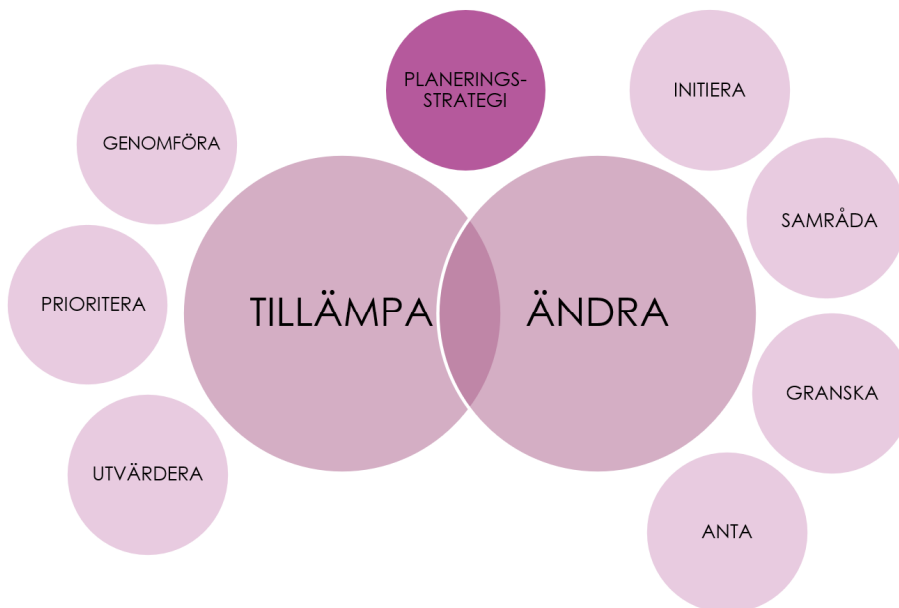 PLANERINGS-
STRATEGI
INITIERA
GENOMFÖRA
SAMRÅDA
PRIORITERA
TILLÄMPA
ÄNDRA
GRANSKA
UTVÄRDERA
ANTA